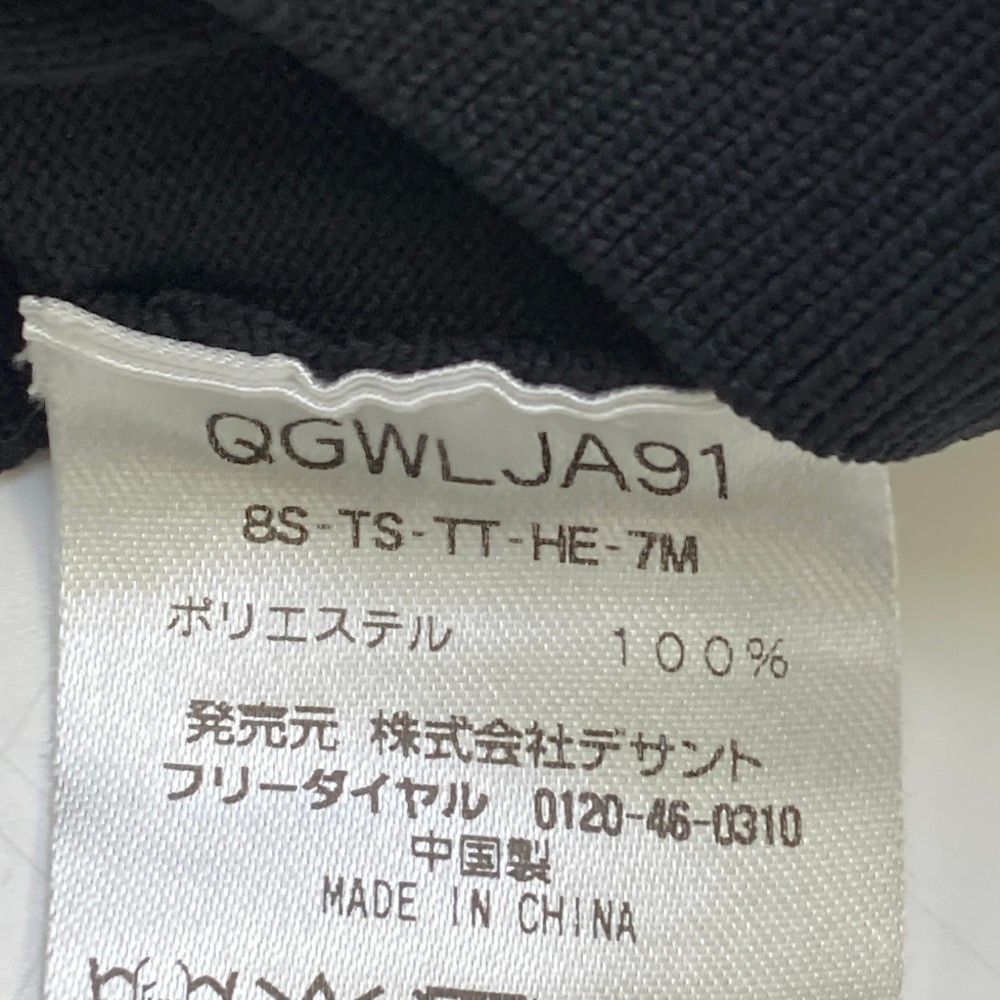 QGWLJA91
8S-TS-TT-HE-7M
ポリエステル 100%
発売元 株式会社デサント
フリーダイヤル 0120-46-0310
中国製
MADE IN CHINA